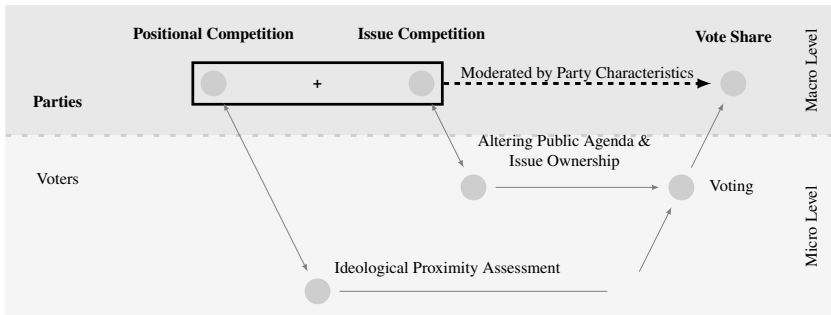 Positional Competition
Issue Competition
Vote Share
+
Moderated by Party Characteristics
Parties
Macro Level
Altering Public Agenda &
Issue Ownership
Voters
Voting
Micro Level
Ideological Proximity Assessment